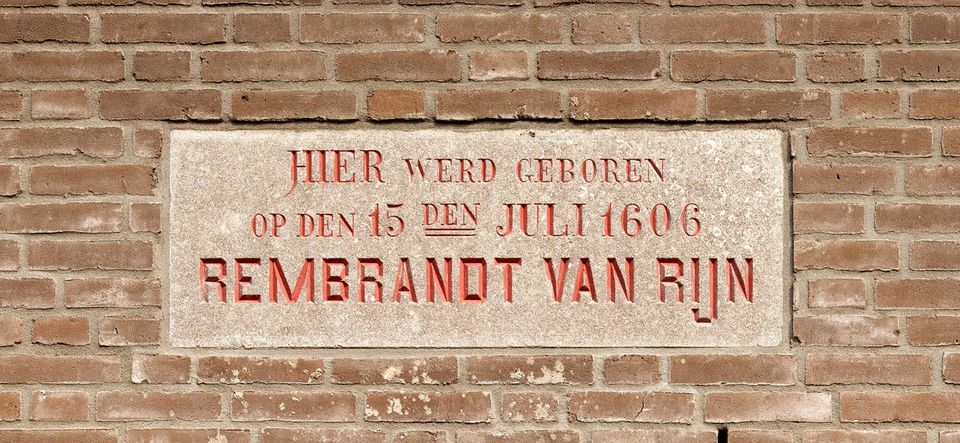 HIER WERD GEBOREN
OP DEN 15 DEN JULI 1606
REMBRANDT VAN RIJN